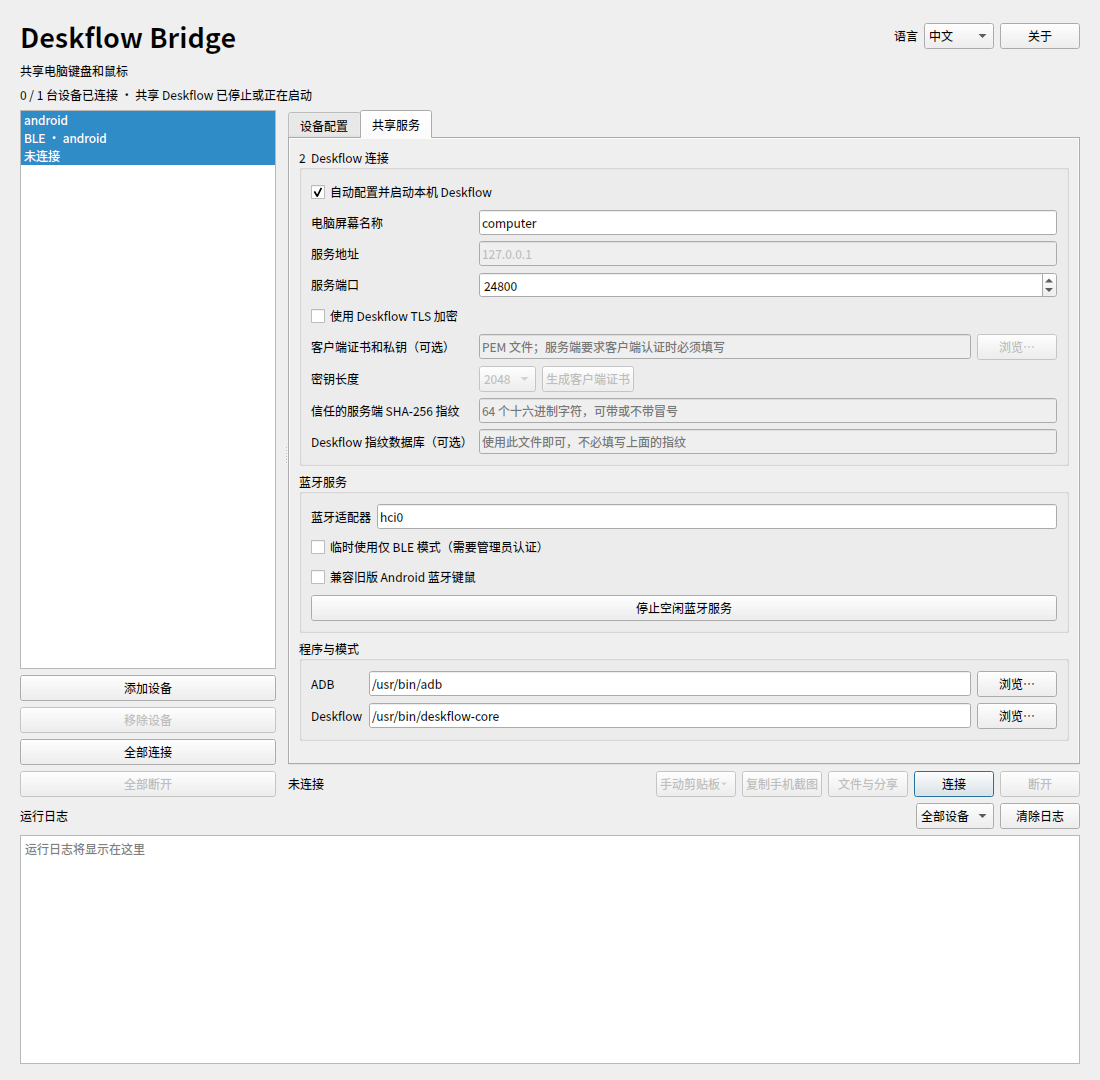 Deskflow Bridge
语言 中文 关于
共享电脑键盘和鼠标
0 / 1 台设备已连接 · 共享 Deskflow 已停止或正在启动
android
BLE · android
未连接
添加设备
移除设备
全部连接
全部断开
设备配置 共享服务
2 Deskflow 连接
自动配置并启动本机 Deskflow
电脑屏幕名称 computer
服务地址 127.0.0.1
服务端口 24800
使用 Deskflow TLS 加密
客户端证书和私钥（可选） PEM 文件；服务端要求客户端认证时必须填写 浏览…
密钥长度 2048 生成客户端证书
信任的服务端 SHA-256 指纹 64 个十六进制字符，可带或不带冒号
Deskflow 指纹数据库（可选） 使用此文件即可，不必填写上面的指纹
蓝牙服务
蓝牙适配器 hci0
临时使用仅 BLE 模式（需要管理员认证）
兼容旧版 Android 蓝牙键鼠
停止空闲蓝牙服务
程序与模式
ADB /usr/bin/adb 浏览…
Deskflow /usr/bin/deskflow-core 浏览…
未连接 手动剪贴板 复制手机截图 文件与分享 连接 断开
运行日志 全部设备 清除日志
运行日志将显示在这里